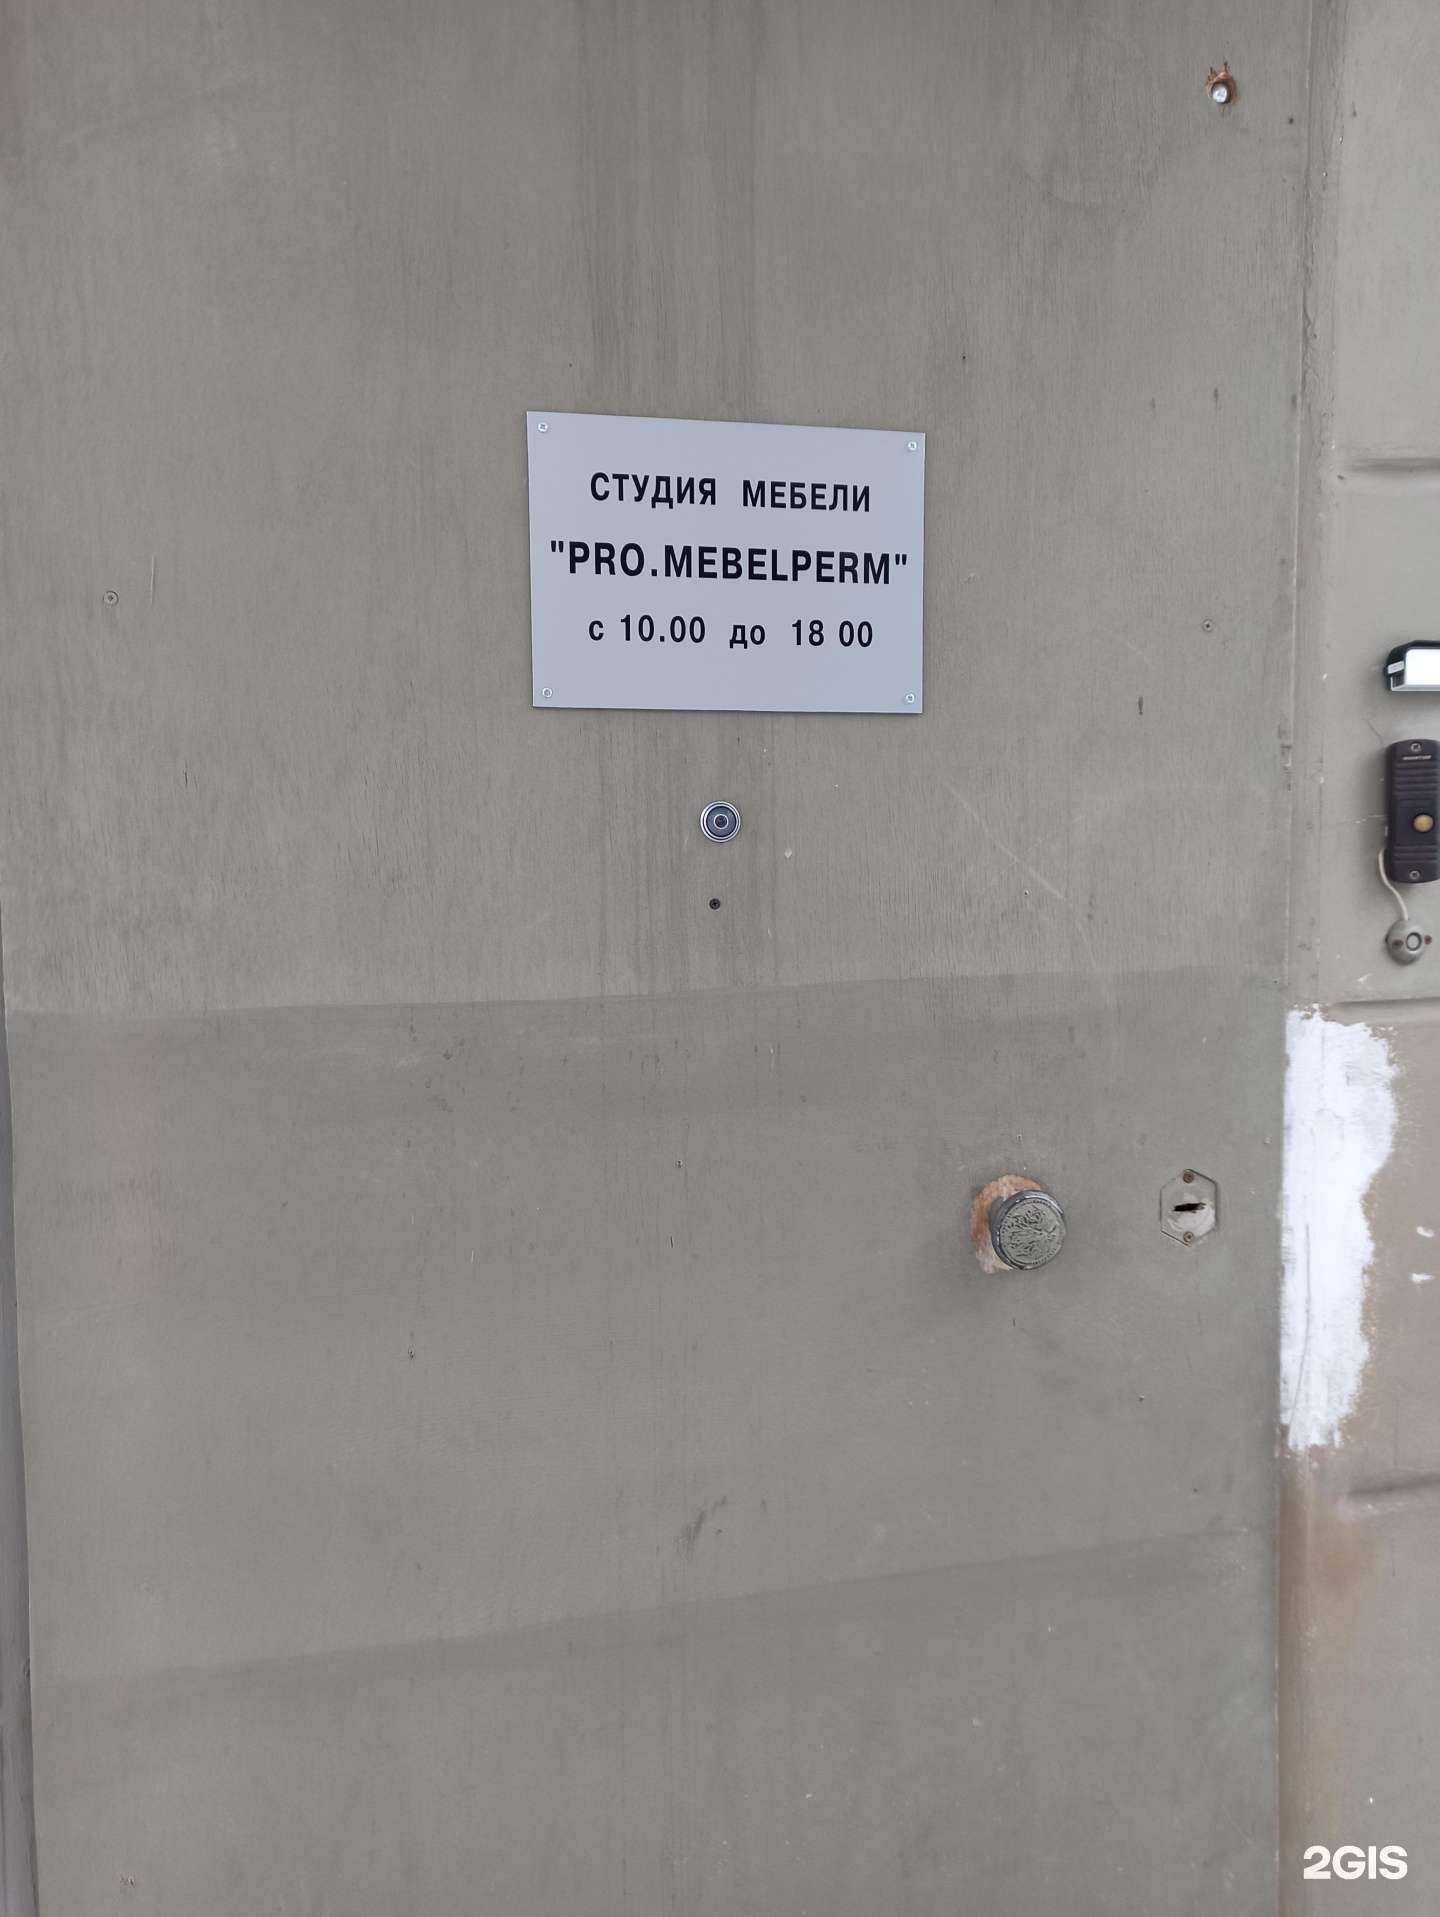 СТУДИЯ МЕБЕЛИ
"PRO.MEBELPERM"
с 10.00 до 18 00
2GIS